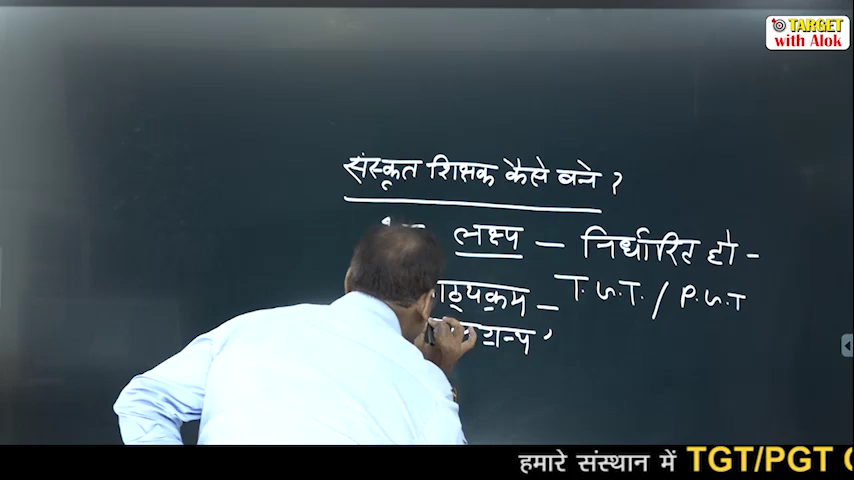 TARGET
with Alok
संस्कृत शिक्षक कैसे बने ?
लक्ष्य — निर्धारित हो -
ठ्यक्रम — T.G.T. / P.G.T
हमारे संस्थान में TGT/PGT